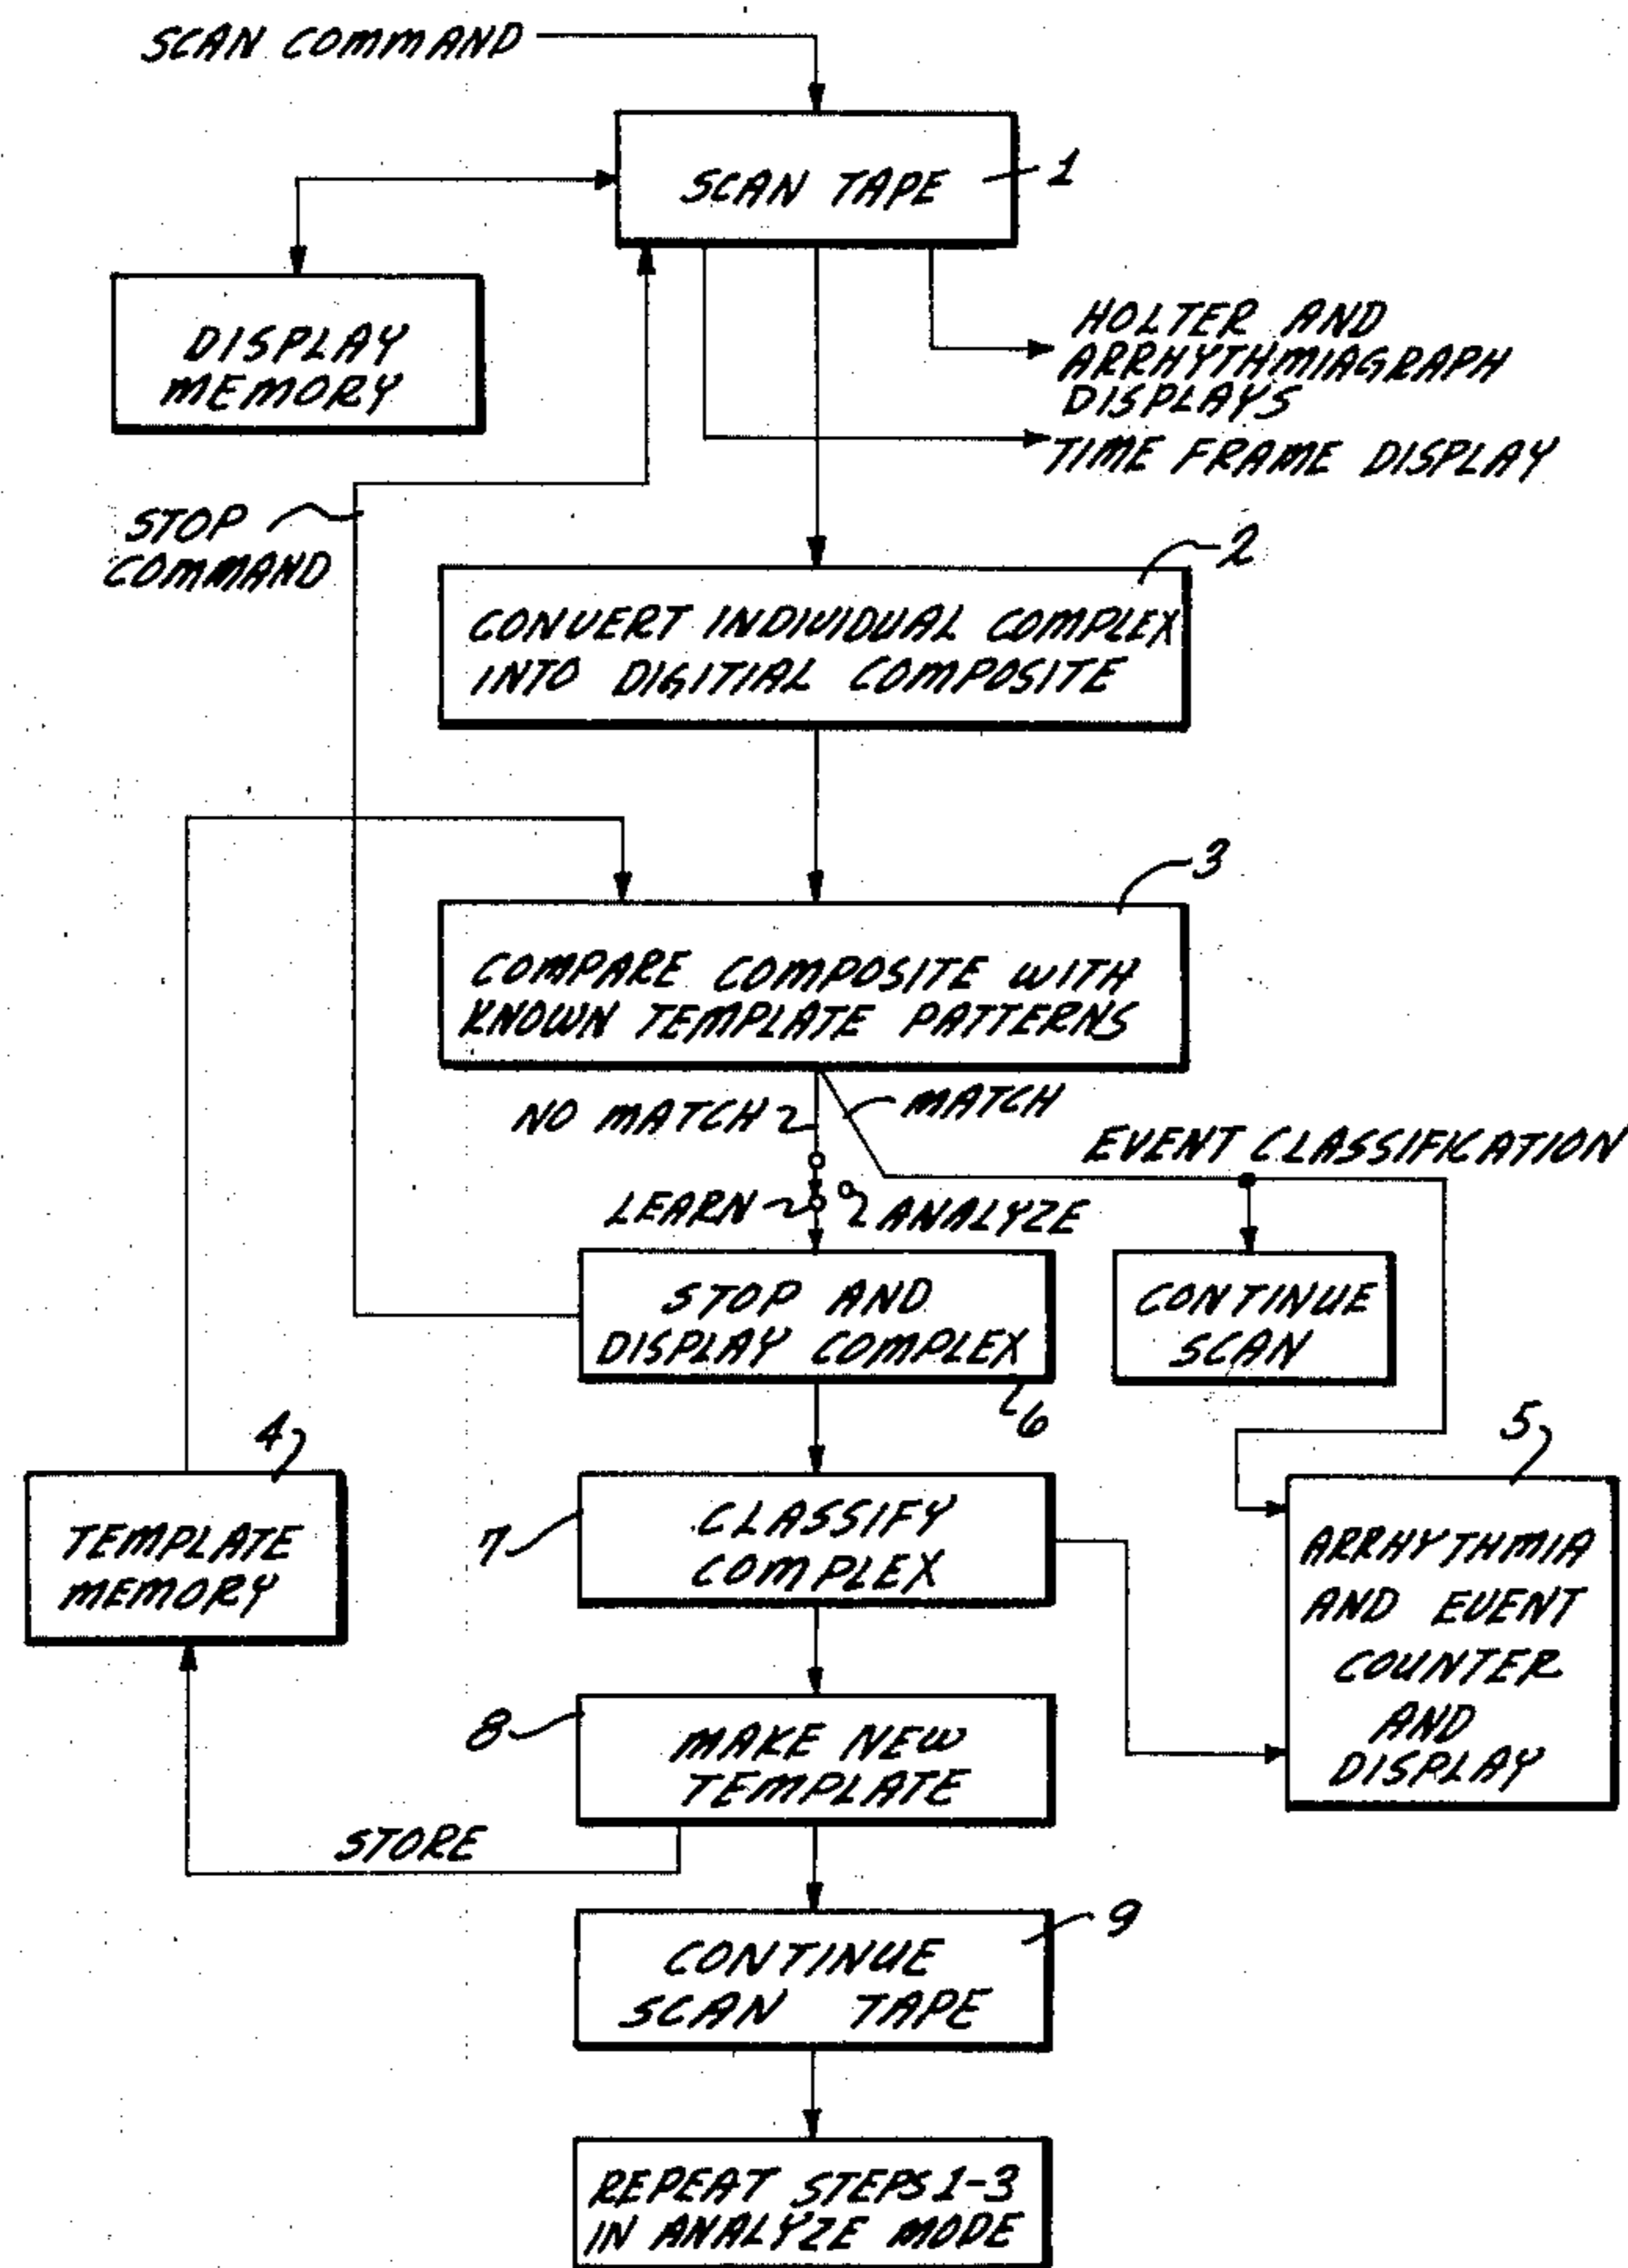 SCAN COMMAND
SCAN TAPE
1
DISPLAY
MEMORY
HOLTER AND
ARRHYTHMIAGRAPH
DISPLAYS
TIME FRAME DISPLAY
STOP
COMMAND
2
CONVERT INDIVIDUAL COMPLEX
INTO DIGITIAL COMPOSITE
3
COMPARE COMPOSITE WITH
KNOWN TEMPLATE PATTERNS
NO MATCH
MATCH
EVENT CLASSIFICATION
LEARN
ANALYZE
STOP AND
DISPLAY COMPLEX
6
CONTINUE
SCAN
4
TEMPLATE
MEMORY
7
CLASSIFY
COMPLEX
5
ARRHYTHMIA
AND EVENT
COUNTER
AND
DISPLAY
8
MAKE NEW
TEMPLATE
STORE
9
CONTINUE
SCAN TAPE
REPEAT STEPS 1-3
IN ANALYZE MODE